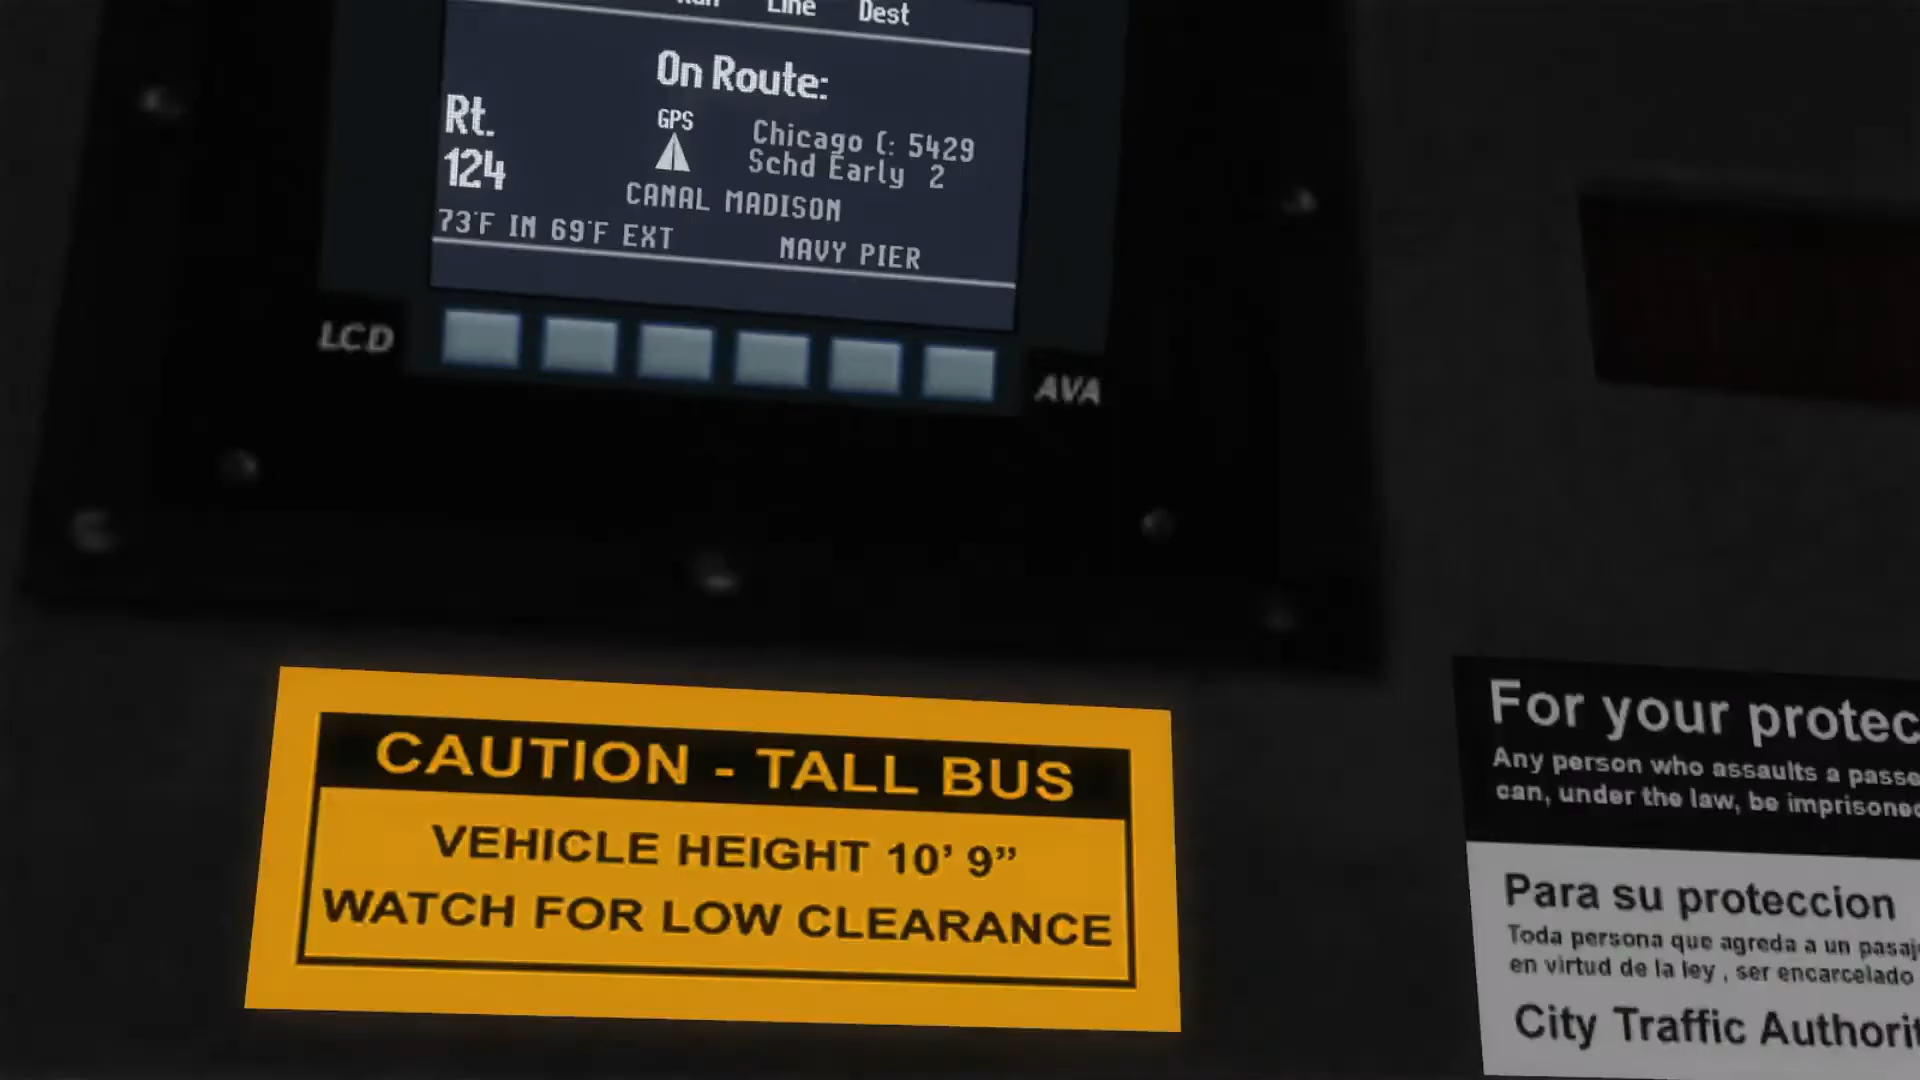 Line Dest
On Route:
Rt.
124
GPS
Chicago (: 5429
Schd Early 2
CANAL MADISON
73°F IN 69°F EXT
NAVY PIER
LCD
AVA
CAUTION - TALL BUS
VEHICLE HEIGHT 10' 9”
WATCH FOR LOW CLEARANCE
For your protec
Any person who assaults a passe
can, under the law, be imprisoned
Para su proteccion
Toda persona que agreda a un pasaj
en virtud de la ley , ser encarcelado
City Traffic Authorit